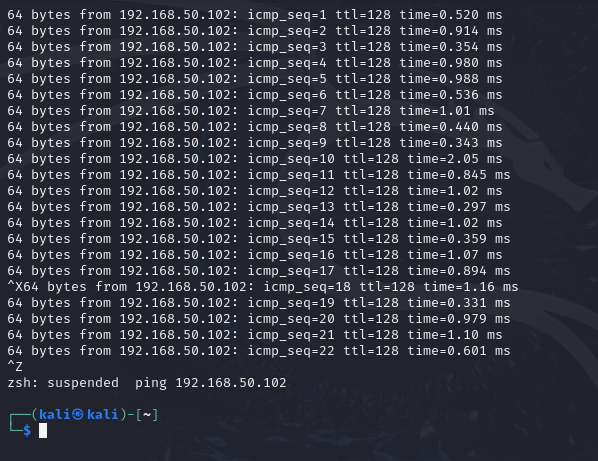 64 bytes from 192.168.50.102: icmp_seq=1 ttl=128 time=0.520 ms
64 bytes from 192.168.50.102: icmp_seq=2 ttl=128 time=0.914 ms
64 bytes from 192.168.50.102: icmp_seq=3 ttl=128 time=0.354 ms
64 bytes from 192.168.50.102: icmp_seq=4 ttl=128 time=0.980 ms
64 bytes from 192.168.50.102: icmp_seq=5 ttl=128 time=0.988 ms
64 bytes from 192.168.50.102: icmp_seq=6 ttl=128 time=0.536 ms
64 bytes from 192.168.50.102: icmp_seq=7 ttl=128 time=1.01 ms
64 bytes from 192.168.50.102: icmp_seq=8 ttl=128 time=0.440 ms
64 bytes from 192.168.50.102: icmp_seq=9 ttl=128 time=0.343 ms
64 bytes from 192.168.50.102: icmp_seq=10 ttl=128 time=2.05 ms
64 bytes from 192.168.50.102: icmp_seq=11 ttl=128 time=0.845 ms
64 bytes from 192.168.50.102: icmp_seq=12 ttl=128 time=1.02 ms
64 bytes from 192.168.50.102: icmp_seq=13 ttl=128 time=0.297 ms
64 bytes from 192.168.50.102: icmp_seq=14 ttl=128 time=1.02 ms
64 bytes from 192.168.50.102: icmp_seq=15 ttl=128 time=0.359 ms
64 bytes from 192.168.50.102: icmp_seq=16 ttl=128 time=1.07 ms
64 bytes from 192.168.50.102: icmp_seq=17 ttl=128 time=0.894 ms
^X64 bytes from 192.168.50.102: icmp_seq=18 ttl=128 time=1.16 ms
64 bytes from 192.168.50.102: icmp_seq=19 ttl=128 time=0.331 ms
64 bytes from 192.168.50.102: icmp_seq=20 ttl=128 time=0.979 ms
64 bytes from 192.168.50.102: icmp_seq=21 ttl=128 time=1.10 ms
64 bytes from 192.168.50.102: icmp_seq=22 ttl=128 time=0.601 ms
^Z
zsh: suspended  ping 192.168.50.102
┌──(kali㉿kali)-[~]
└─$